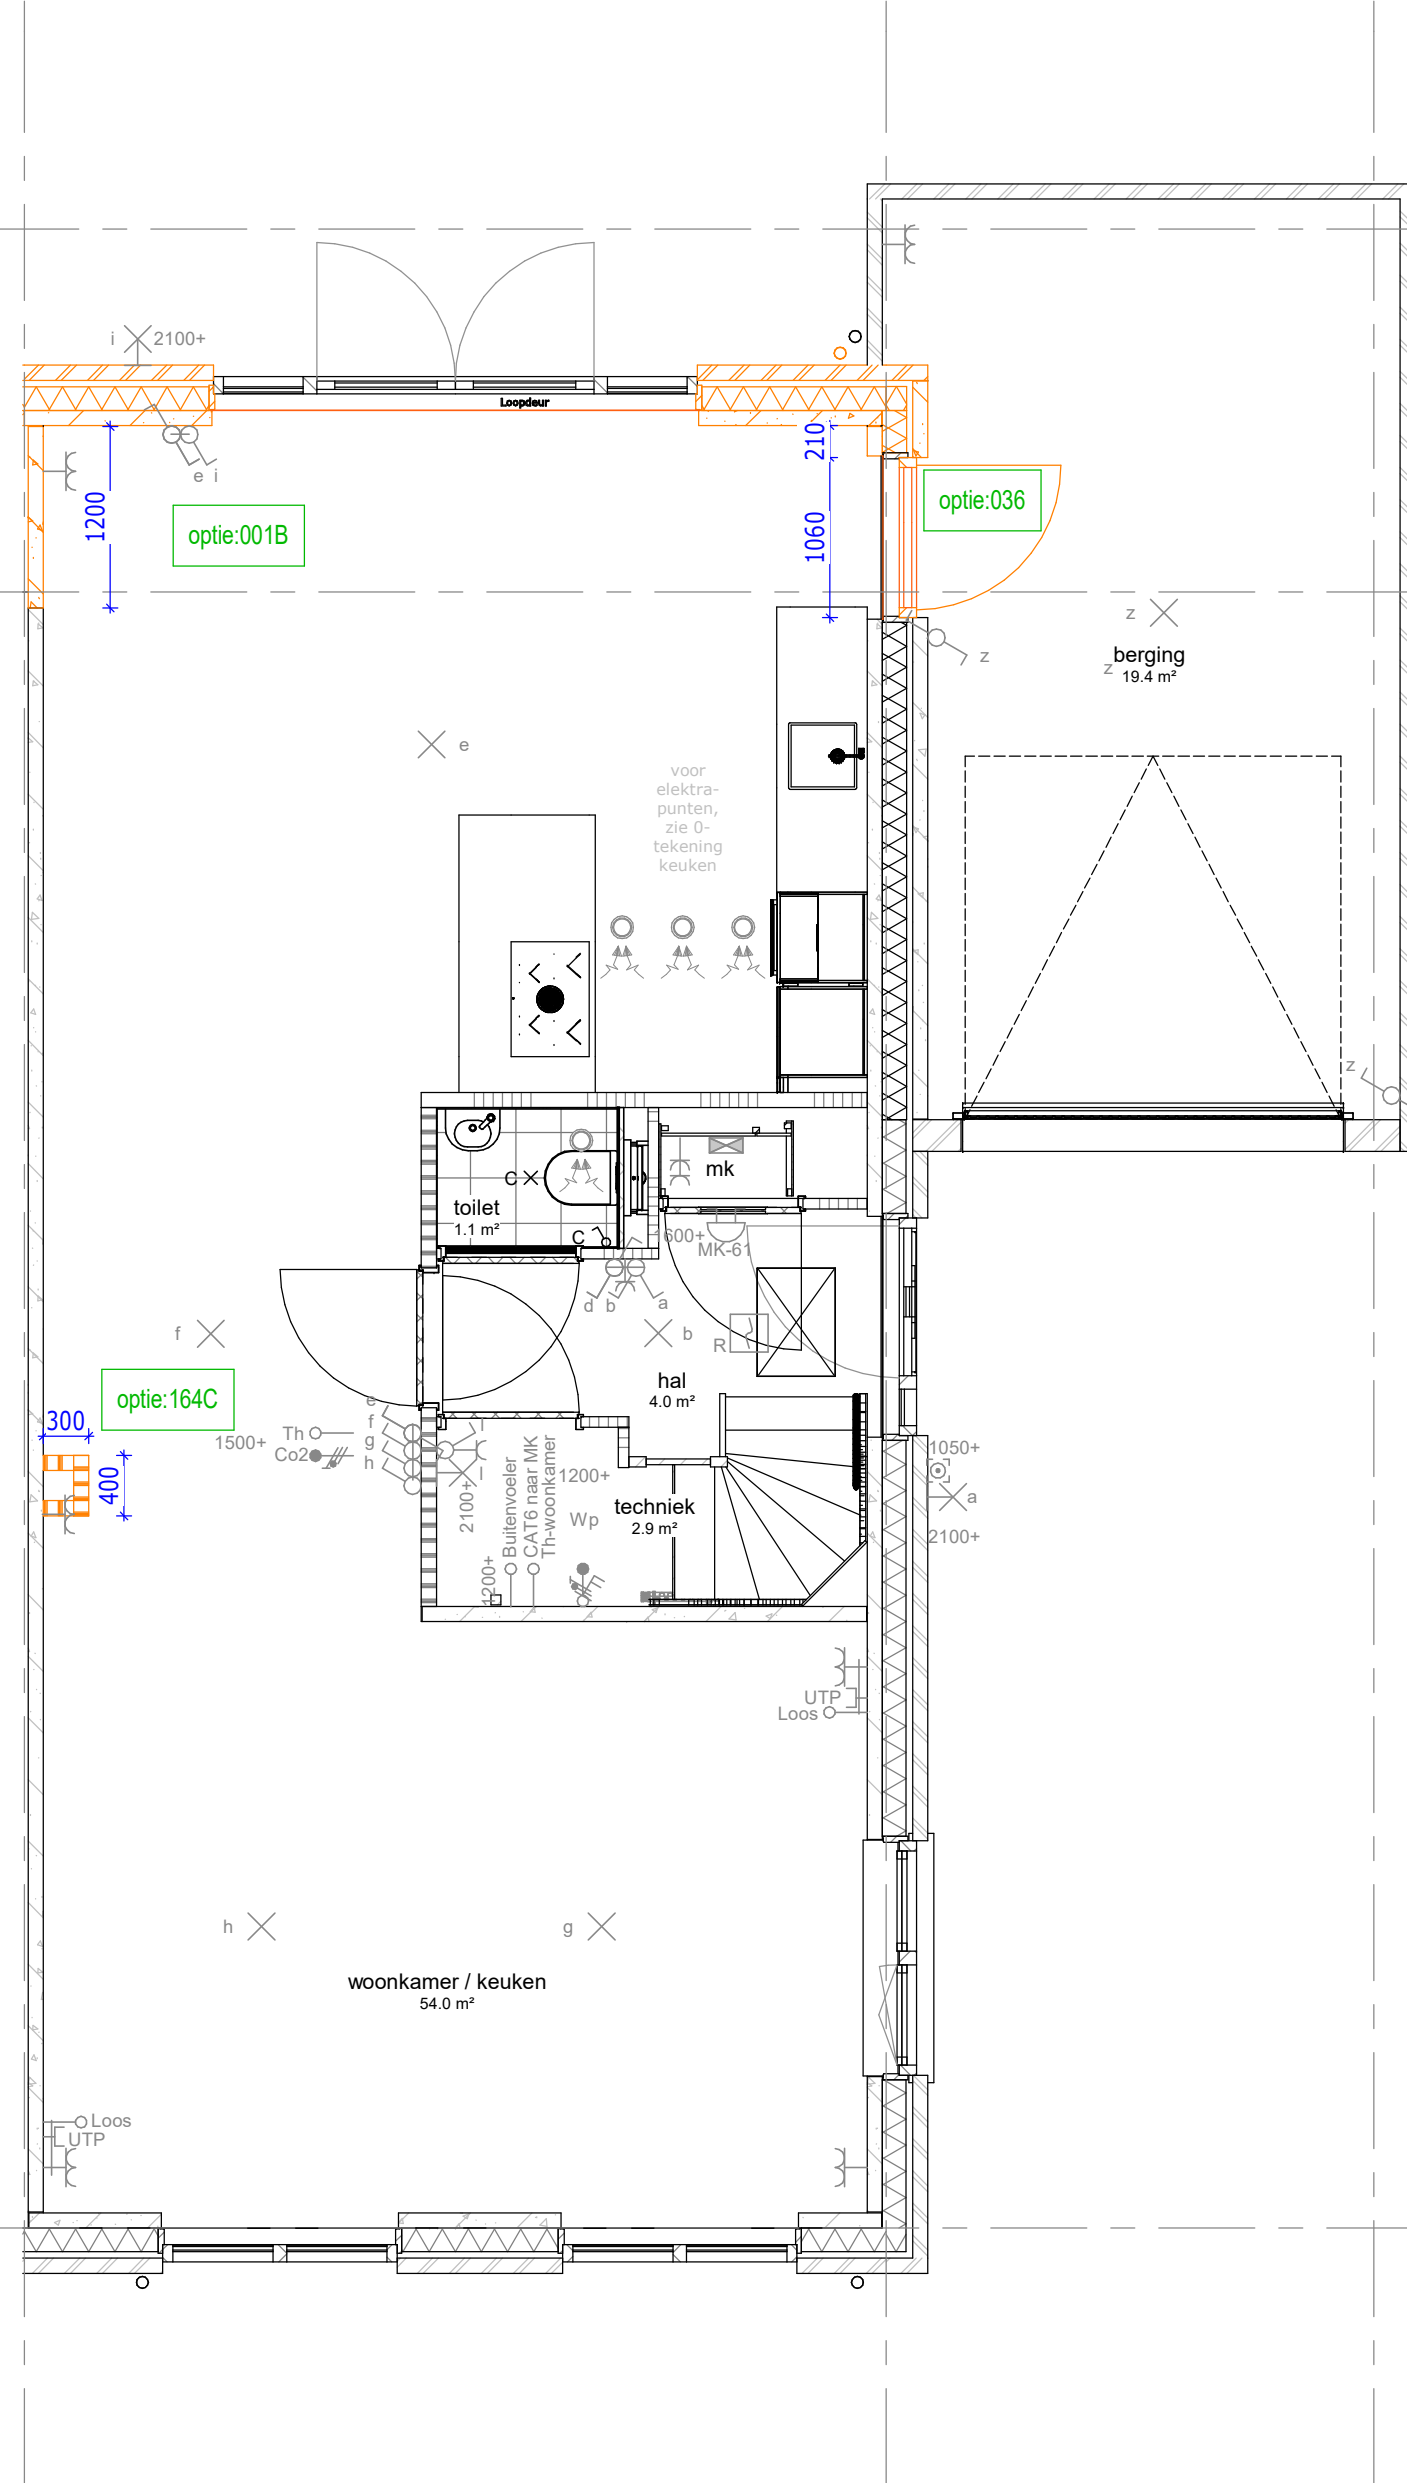 i
2100+
Loopdeur
210
e i
1200
optie:001B
optie:036
1060
z
z
berging
z
19.4 m²
e
voor
elektra-
punten,
zie 0-
tekening
keuken
z
mk
C
toilet
1.1 m²
C
1600+
MK-61
d b a
f
b
R
hal
4.0 m²
optie:164C
e
f
g
h
300
Th
1500+
Co2
400
l
l
2100+
1200+
Buitenvoeler
CAT6 naar MK
Th-woonkamer
1200+
Wp
techniek
2.9 m²
1050+
a
2100+
UTP
Loos
h
g
woonkamer / keuken
54.0 m²
Loos
UTP